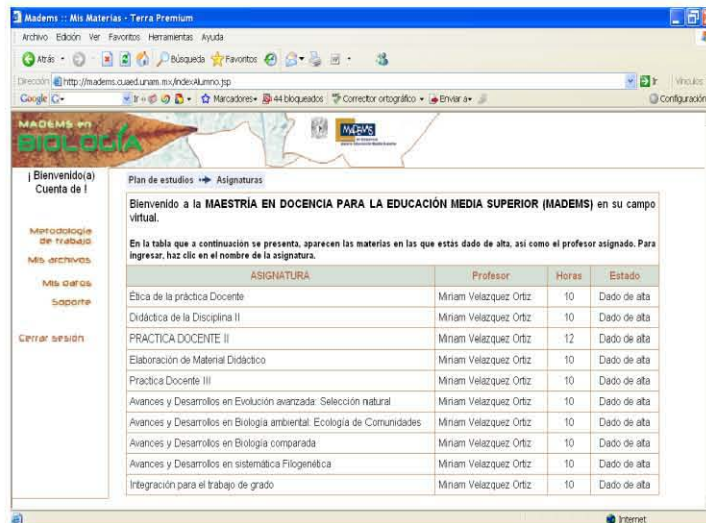 Madems :: Mis Materias - Terra Premium
Archivo Edición Ver Favoritos Herramientas Ayuda
Atrás Búsqueda Favoritos
Dirección http://madems.cuaed.unam.mx/indexAlumno.jsp Ir Vínculos
Google G Ir Marcadores 44 bloqueados Corrector ortográfico Enviar a Configuración
MADEMS en
BIOLOGÍA
MADEMS
¡ Bienvenido(a)
Cuenta de !
Metodología
de trabajo
Mis archivos
Mis datos
Soporte
Cerrar sesión
Plan de estudios Asignaturas
Bienvenido a la MAESTRÍA EN DOCENCIA PARA LA EDUCACIÓN MEDIA SUPERIOR (MADEMS) en su campo
virtual.
En la tabla que a continuación se presenta, aparecen las materias en las que estás dado de alta, así como el profesor asignado. Para
ingresar, haz clic en el nombre de la asignatura.
ASIGNATURA Profesor Horas Estado
Ética de la práctica Docente Miriam Velazquez Ortiz 10 Dado de alta
Didáctica de la Disciplina II Miriam Velazquez Ortiz 10 Dado de alta
PRACTICA DOCENTE II Miriam Velazquez Ortiz 12 Dado de alta
Elaboración de Material Didáctico Miriam Velazquez Ortiz 10 Dado de alta
Practica Docente III Miriam Velazquez Ortiz 10 Dado de alta
Avances y Desarrollos en Evolución avanzada: Selección natural Miriam Velazquez Ortiz 10 Dado de alta
Avances y Desarrollos en Biología ambiental: Ecología de Comunidades Miriam Velazquez Ortiz 10 Dado de alta
Avances y Desarrollos en Biología comparada Miriam Velazquez Ortiz 10 Dado de alta
Avances y Desarrollos en sistemática Filogenética Miriam Velazquez Ortiz 10 Dado de alta
Integración para el trabajo de grado Miriam Velazquez Ortiz 10 Dado de alta
Internet